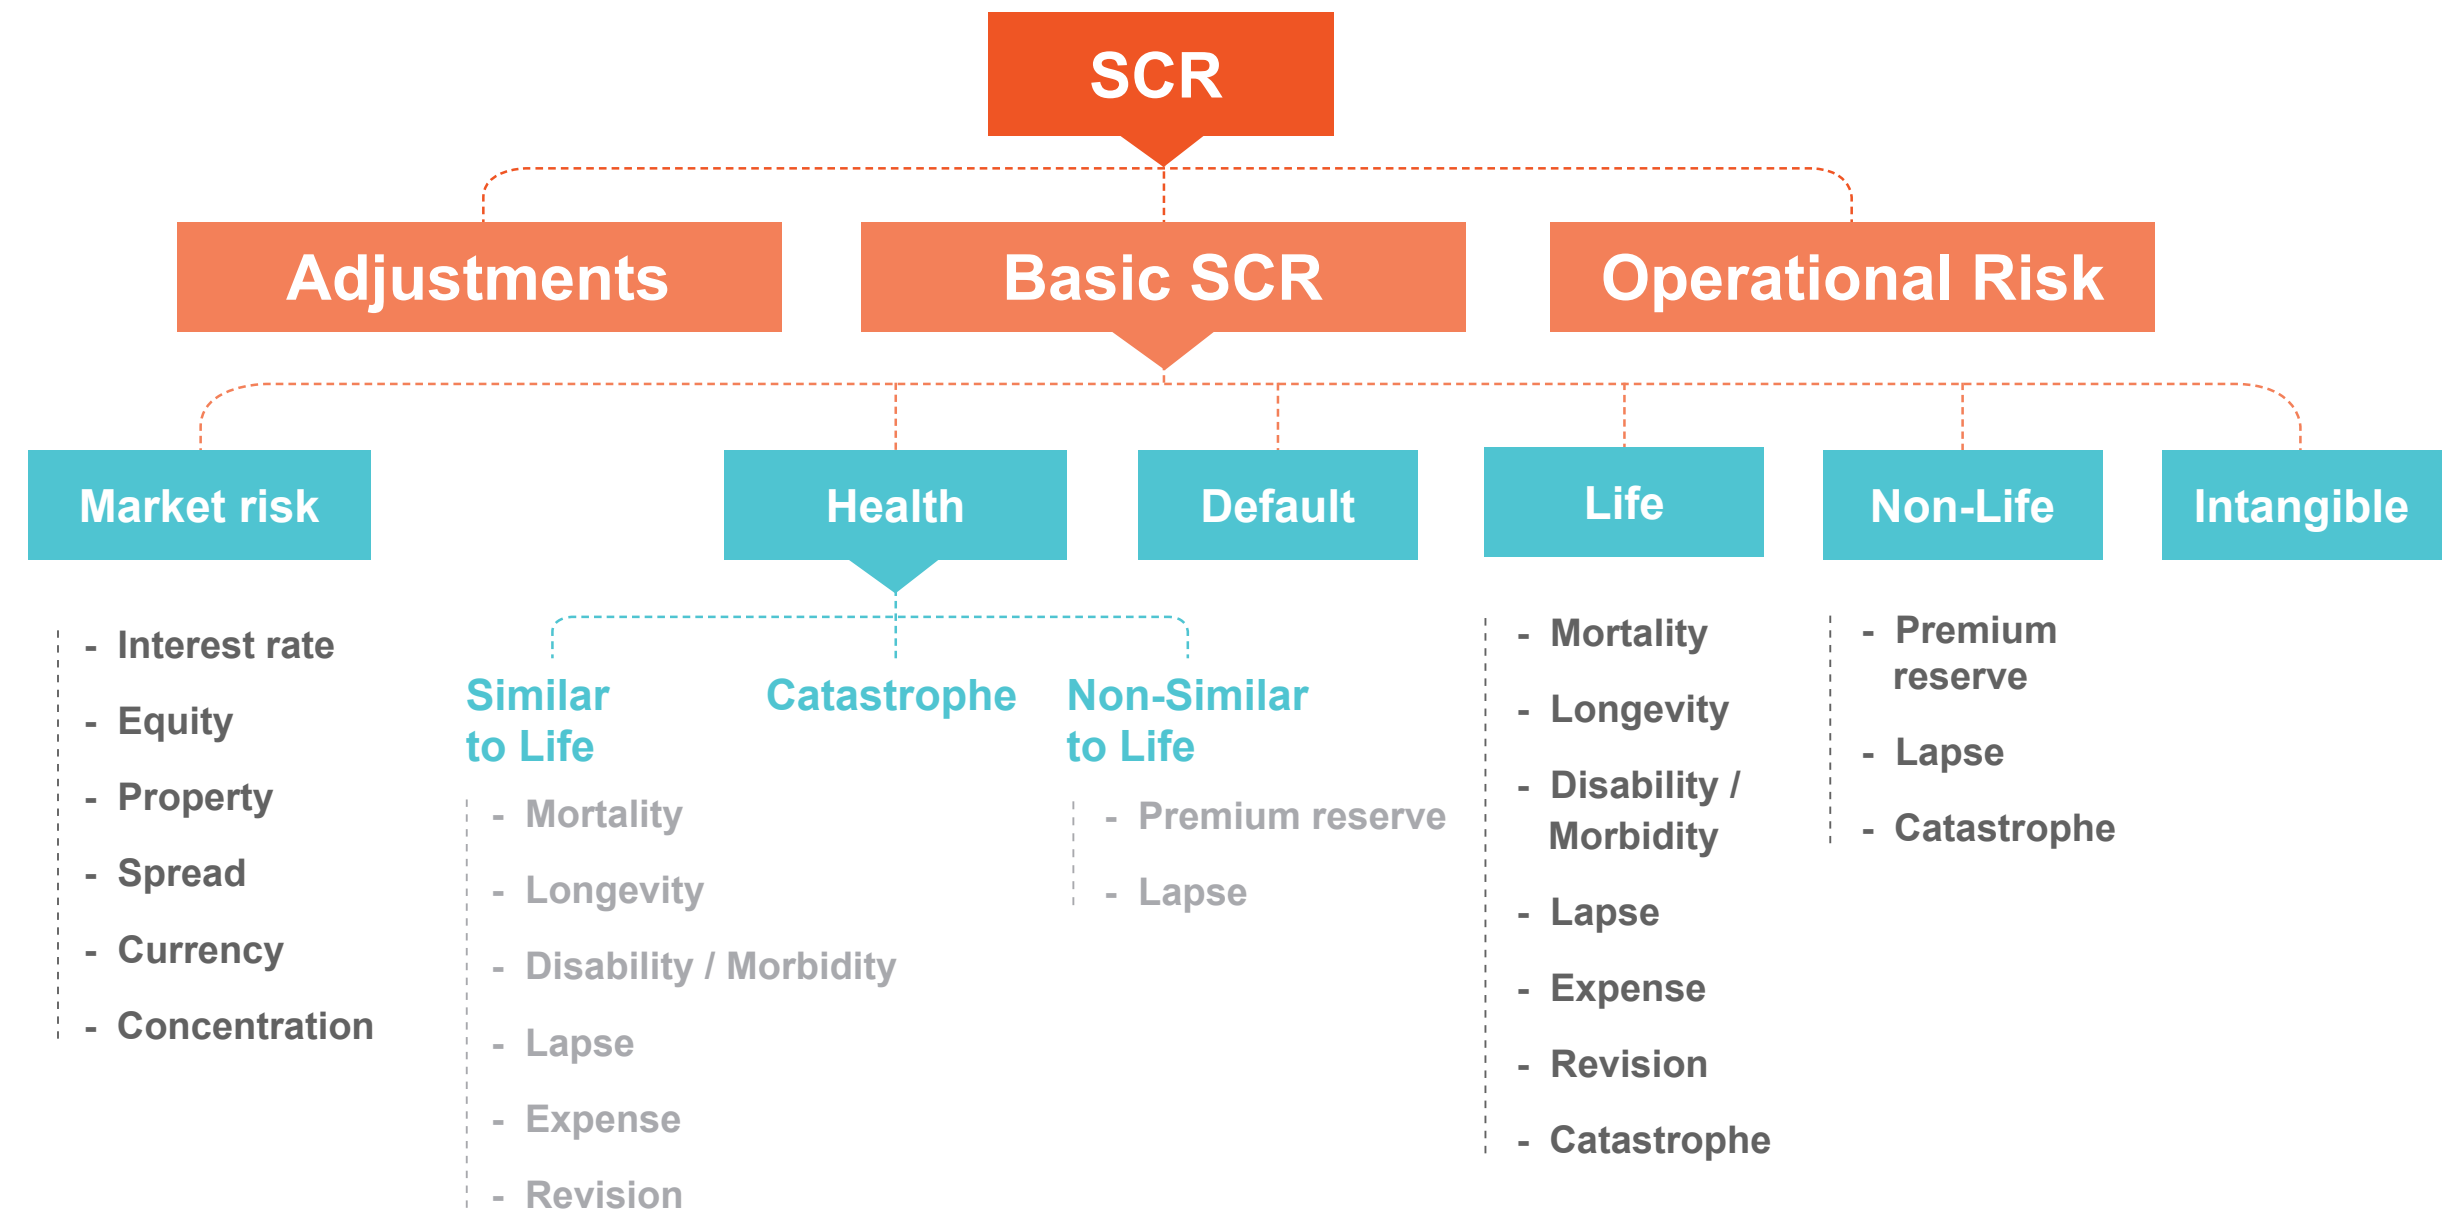 SCR
Adjustments
Basic SCR
Operational Risk
Market risk
Health
Default
Life
Non-Life
Intangible
- Interest rate
- Equity
- Property
- Spread
- Currency
- Concentration
Similar
to Life
- Mortality
- Longevity
- Disability / Morbidity
- Lapse
- Expense
- Revision
Catastrophe
Non-Similar
to Life
- Premium reserve
- Lapse
- Mortality
- Longevity
- Disability /
Morbidity
- Lapse
- Expense
- Revision
- Catastrophe
- Premium
reserve
- Lapse
- Catastrophe